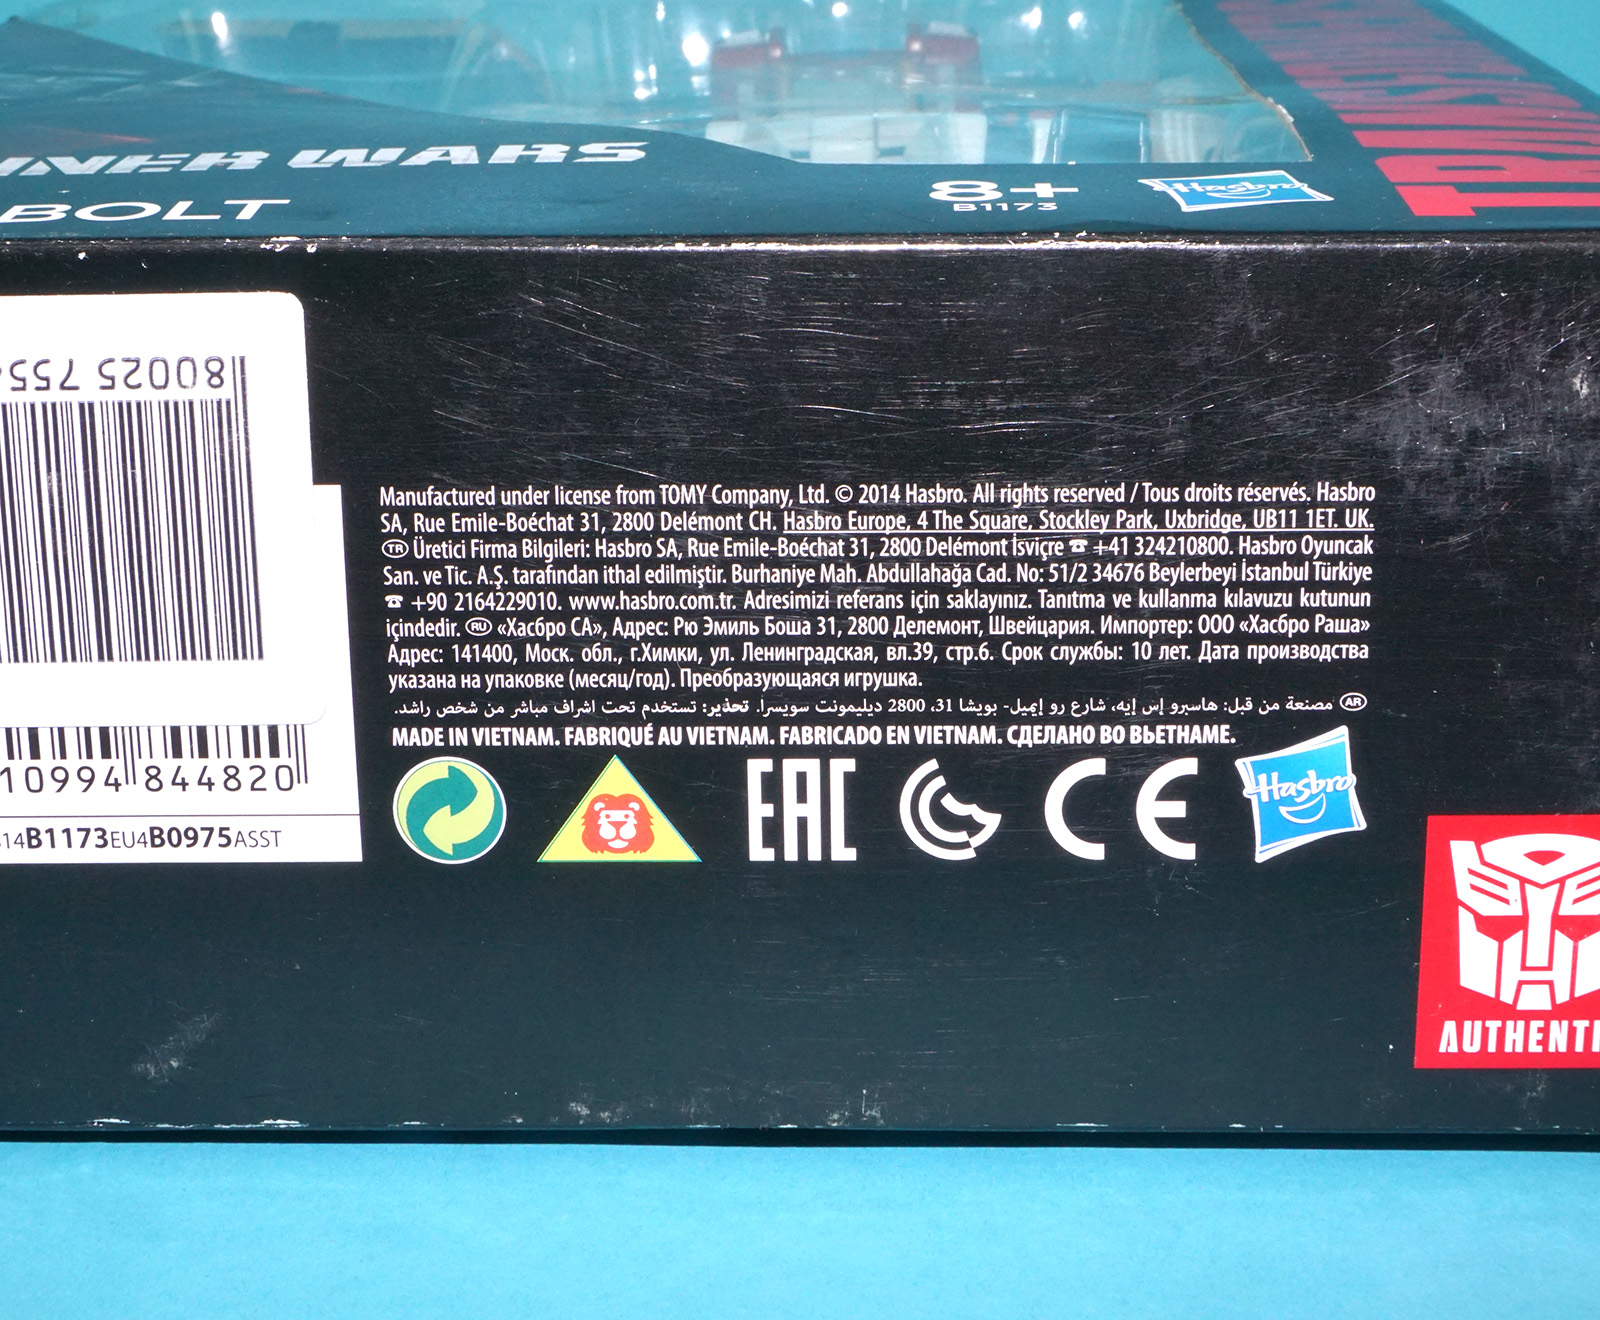 WARS
BOLT
8+
B1173
Hasbro
80025 755
10994 844820
B1173EU4B0975ASST
Manufactured under license from TOMY Company, Ltd. © 2014 Hasbro. All rights reserved / Tous droits réservés. Hasbro
SA, Rue Emile-Boéchat 31, 2800 Delémont CH. Hasbro Europe, 4 The Square, Stockley Park, Uxbridge, UB11 1ET. UK.
TR Üretici Firma Bilgileri: Hasbro SA, Rue Emile-Boéchat 31, 2800 Delémont İsviçre ☎ +41 324210800. Hasbro Oyuncak
San. ve Tic. A.Ş. tarafından ithal edilmiştir. Burhaniye Mah. Abdullahağa Cad. No: 51/2 34676 Beylerbeyi İstanbul Türkiye
☎ +90 2164229010. www.hasbro.com.tr. Adresimizi referans için saklayınız. Tanıtma ve kullanma kılavuzu kutunun
içindedir. RU «Хасбро СА», Адрес: Рю Эмиль Боша 31, 2800 Делемонт, Швейцария. Импортер: ООО «Хасбро Раша»
Адрес: 141400, Моск. обл., г.Химки, ул. Ленинградская, вл.39, стр.6. Срок службы: 10 лет. Дата производства
указана на упаковке (месяц/год). Преобразующаяся игрушка.
AR مصنعة من قبل: هاسبرو إس إيه، شارع رو إيميل- بويشا 31، 2800 ديليمونت سويسرا. تحذير: تستخدم تحت اشراف مباشر من شخص راشد.
MADE IN VIETNAM. FABRIQUÉ AU VIETNAM. FABRICADO EN VIETNAM. СДЕЛАНО ВО ВЬЕТНАМЕ.
EAC
CE
Hasbro
AUTHENTI